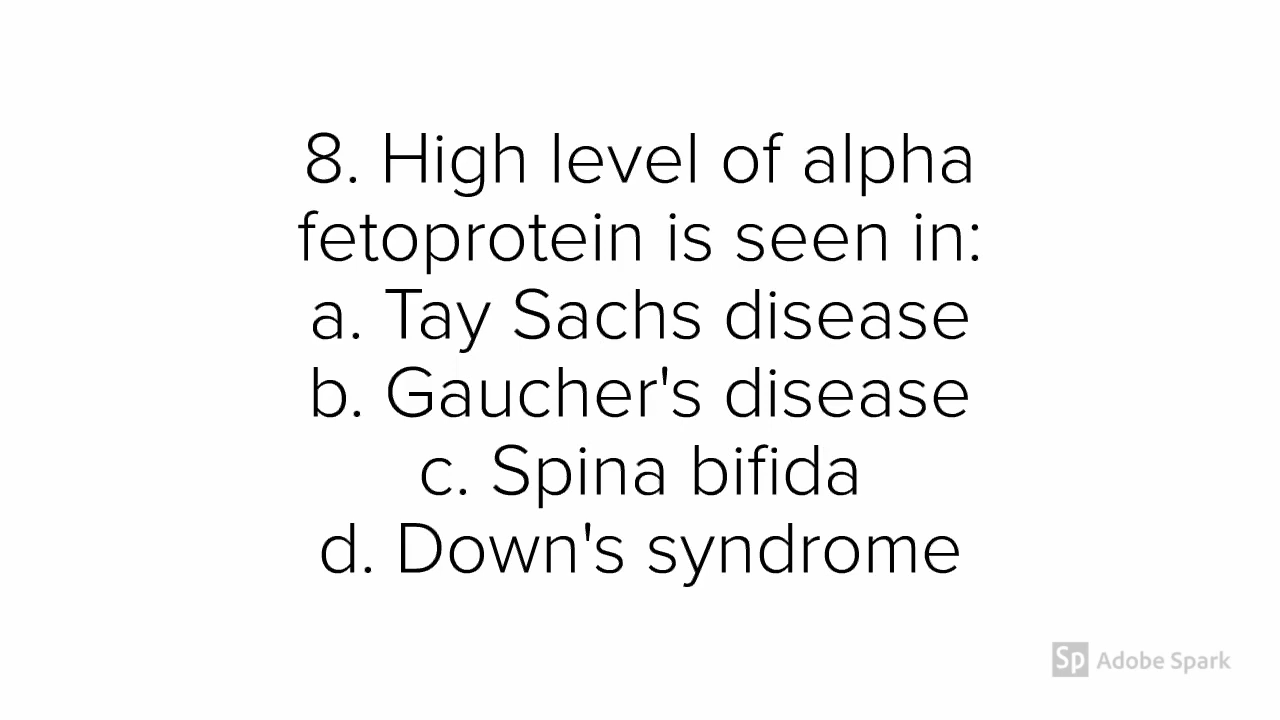 8. High level of alpha
fetoprotein is seen in:
a. Tay Sachs disease
b. Gaucher's disease
c. Spina bifida
d. Down's syndrome
Sp Adobe Spark